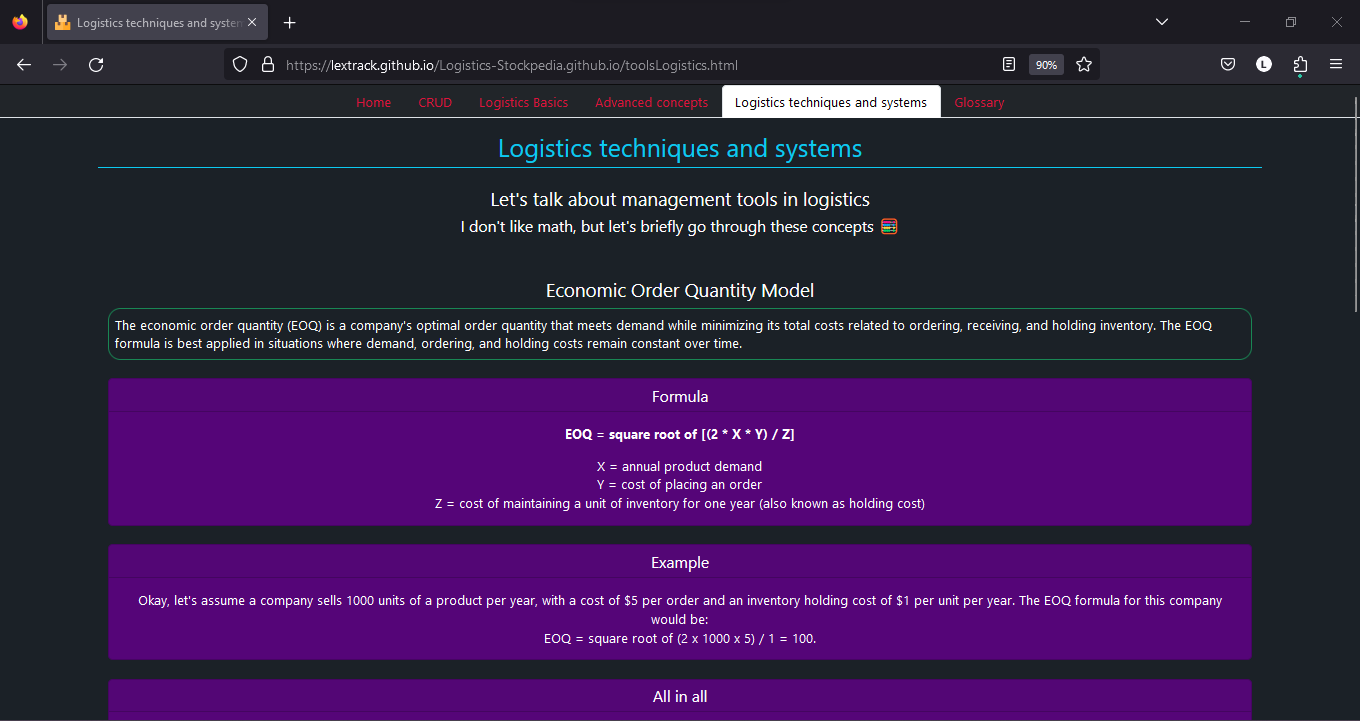 Logistics techniques and system
https://lextrack.github.io/Logistics-Stockpedia.github.io/toolsLogistics.html
90%
L
Home CRUD Logistics Basics Advanced concepts Logistics techniques and systems Glossary
Logistics techniques and systems
Let's talk about management tools in logistics
I don't like math, but let's briefly go through these concepts 🧮
Economic Order Quantity Model
The economic order quantity (EOQ) is a company's optimal order quantity that meets demand while minimizing its total costs related to ordering, receiving, and holding inventory. The EOQ
formula is best applied in situations where demand, ordering, and holding costs remain constant over time.
Formula
EOQ = square root of [(2 * X * Y) / Z]
X = annual product demand
Y = cost of placing an order
Z = cost of maintaining a unit of inventory for one year (also known as holding cost)
Example
Okay, let's assume a company sells 1000 units of a product per year, with a cost of $5 per order and an inventory holding cost of $1 per unit per year. The EOQ formula for this company
would be:
EOQ = square root of (2 x 1000 x 5) / 1 = 100.
All in all